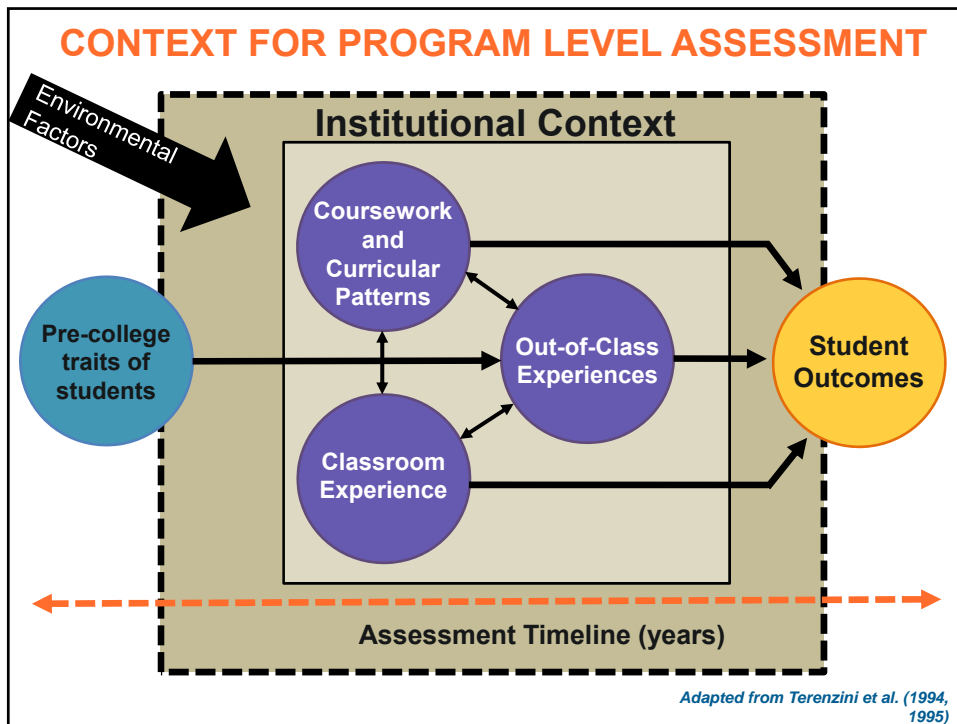 CONTEXT FOR PROGRAM LEVEL ASSESSMENT
Environmental
Factors
Institutional Context
Coursework
and
Curricular
Patterns
Pre-college
traits of
students
Out-of-Class
Experiences
Student
Outcomes
Classroom
Experience
Assessment Timeline (years)
Adapted from Terenzini et al. (1994,
1995)